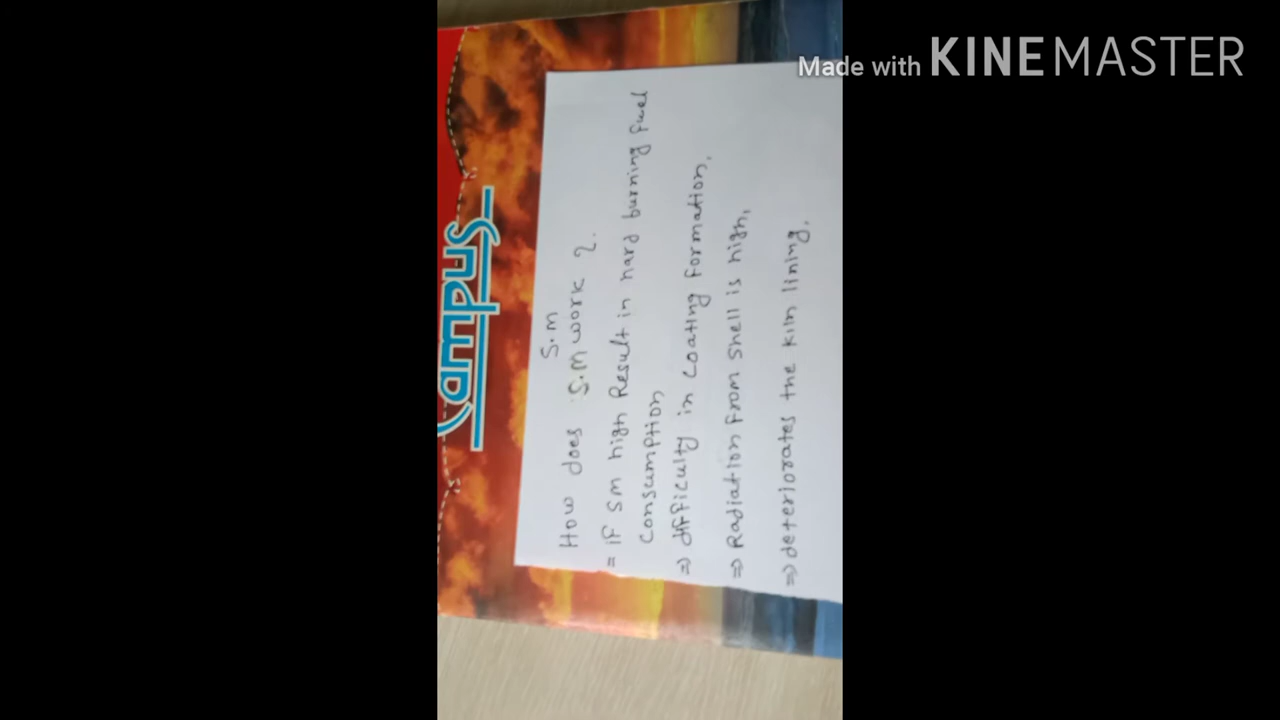 Made with KINEMASTER
Sndwa
S.M
How does S.M work ?
= if SM high Result in hard burning fuel
consumption
=> difficulty in coating formation,
=> Radiation from shell is high,
=> deteriorates the kiln lining,